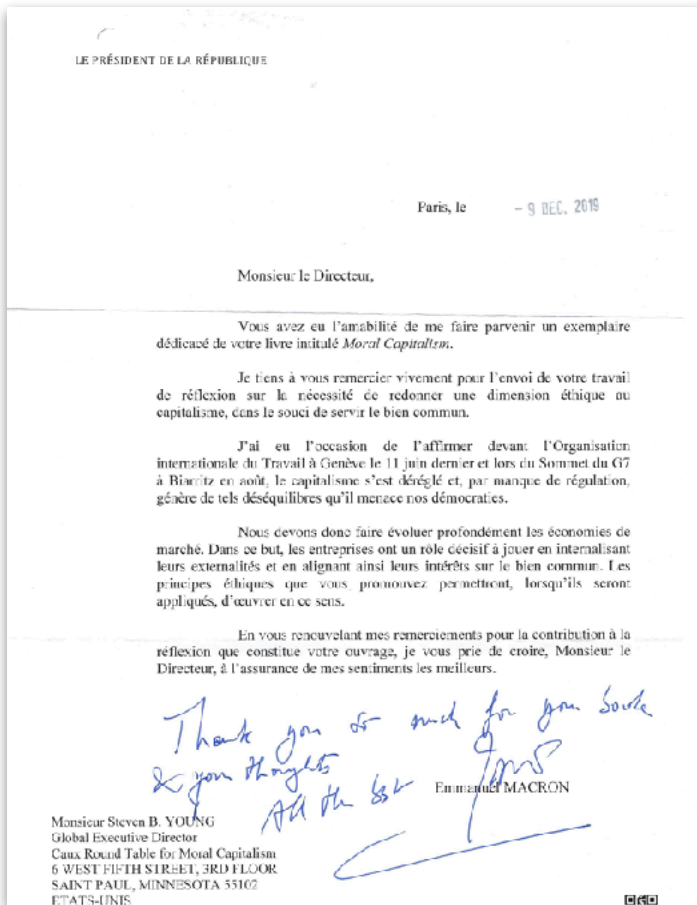 LE PRÉSIDENT DE LA RÉPUBLIQUE
Paris, le - 9 DEC. 2019
Monsieur le Directeur,
Vous avez eu l'amabilité de me faire parvenir un exemplaire
dédicacé de votre livre intitulé Moral Capitalism.
Je tiens à vous remercier vivement pour l'envoi de votre travail
de réflexion sur la nécessité de redonner une dimension éthique au
capitalisme, dans le souci de servir le bien commun.
J'ai eu l'occasion de l'affirmer devant l'Organisation
internationale du Travail à Genève le 11 juin dernier et lors du Sommet du G7
à Biarritz en août, le capitalisme s'est déréglé et, par manque de régulation,
génère de tels déséquilibres qu'il menace nos démocraties.
Nous devons donc faire évoluer profondément les économies de
marché. Dans ce but, les entreprises ont un rôle décisif à jouer en internalisant
leurs externalités et en alignant ainsi leurs intérêts sur le bien commun. Les
principes éthiques que vous promouvez permettront, lorsqu'ils seront
appliqués, d'œuvrer en ce sens.
En vous renouvelant mes remerciements pour la contribution à la
réflexion que constitue votre ouvrage, je vous prie de croire, Monsieur le
Directeur, à l'assurance de mes sentiments les meilleurs.
Thank you so much for your book
& your thoughts
All the best
Emmanuel MACRON
Monsieur Steven B. YOUNG
Global Executive Director
Caux Round Table for Moral Capitalism
6 WEST FIFTH STREET, 3RD FLOOR
SAINT PAUL, MINNESOTA 55102
ETATS-UNIS